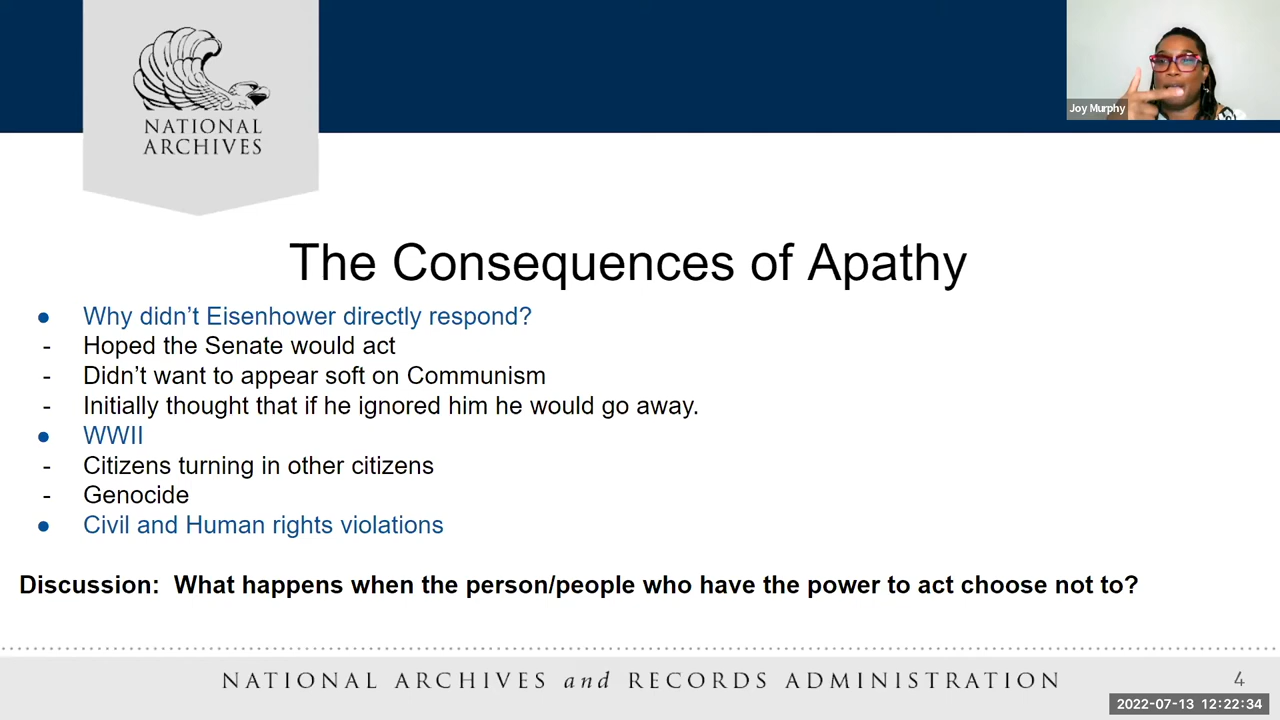 NATIONAL
ARCHIVES
Joy Murphy
The Consequences of Apathy
● Why didn’t Eisenhower directly respond?
- Hoped the Senate would act
- Didn’t want to appear soft on Communism
- Initially thought that if he ignored him he would go away.
● WWII
- Citizens turning in other citizens
- Genocide
● Civil and Human rights violations
Discussion: What happens when the person/people who have the power to act choose not to?
NATIONAL ARCHIVES and RECORDS ADMINISTRATION
4
2022-07-13 12:22:34